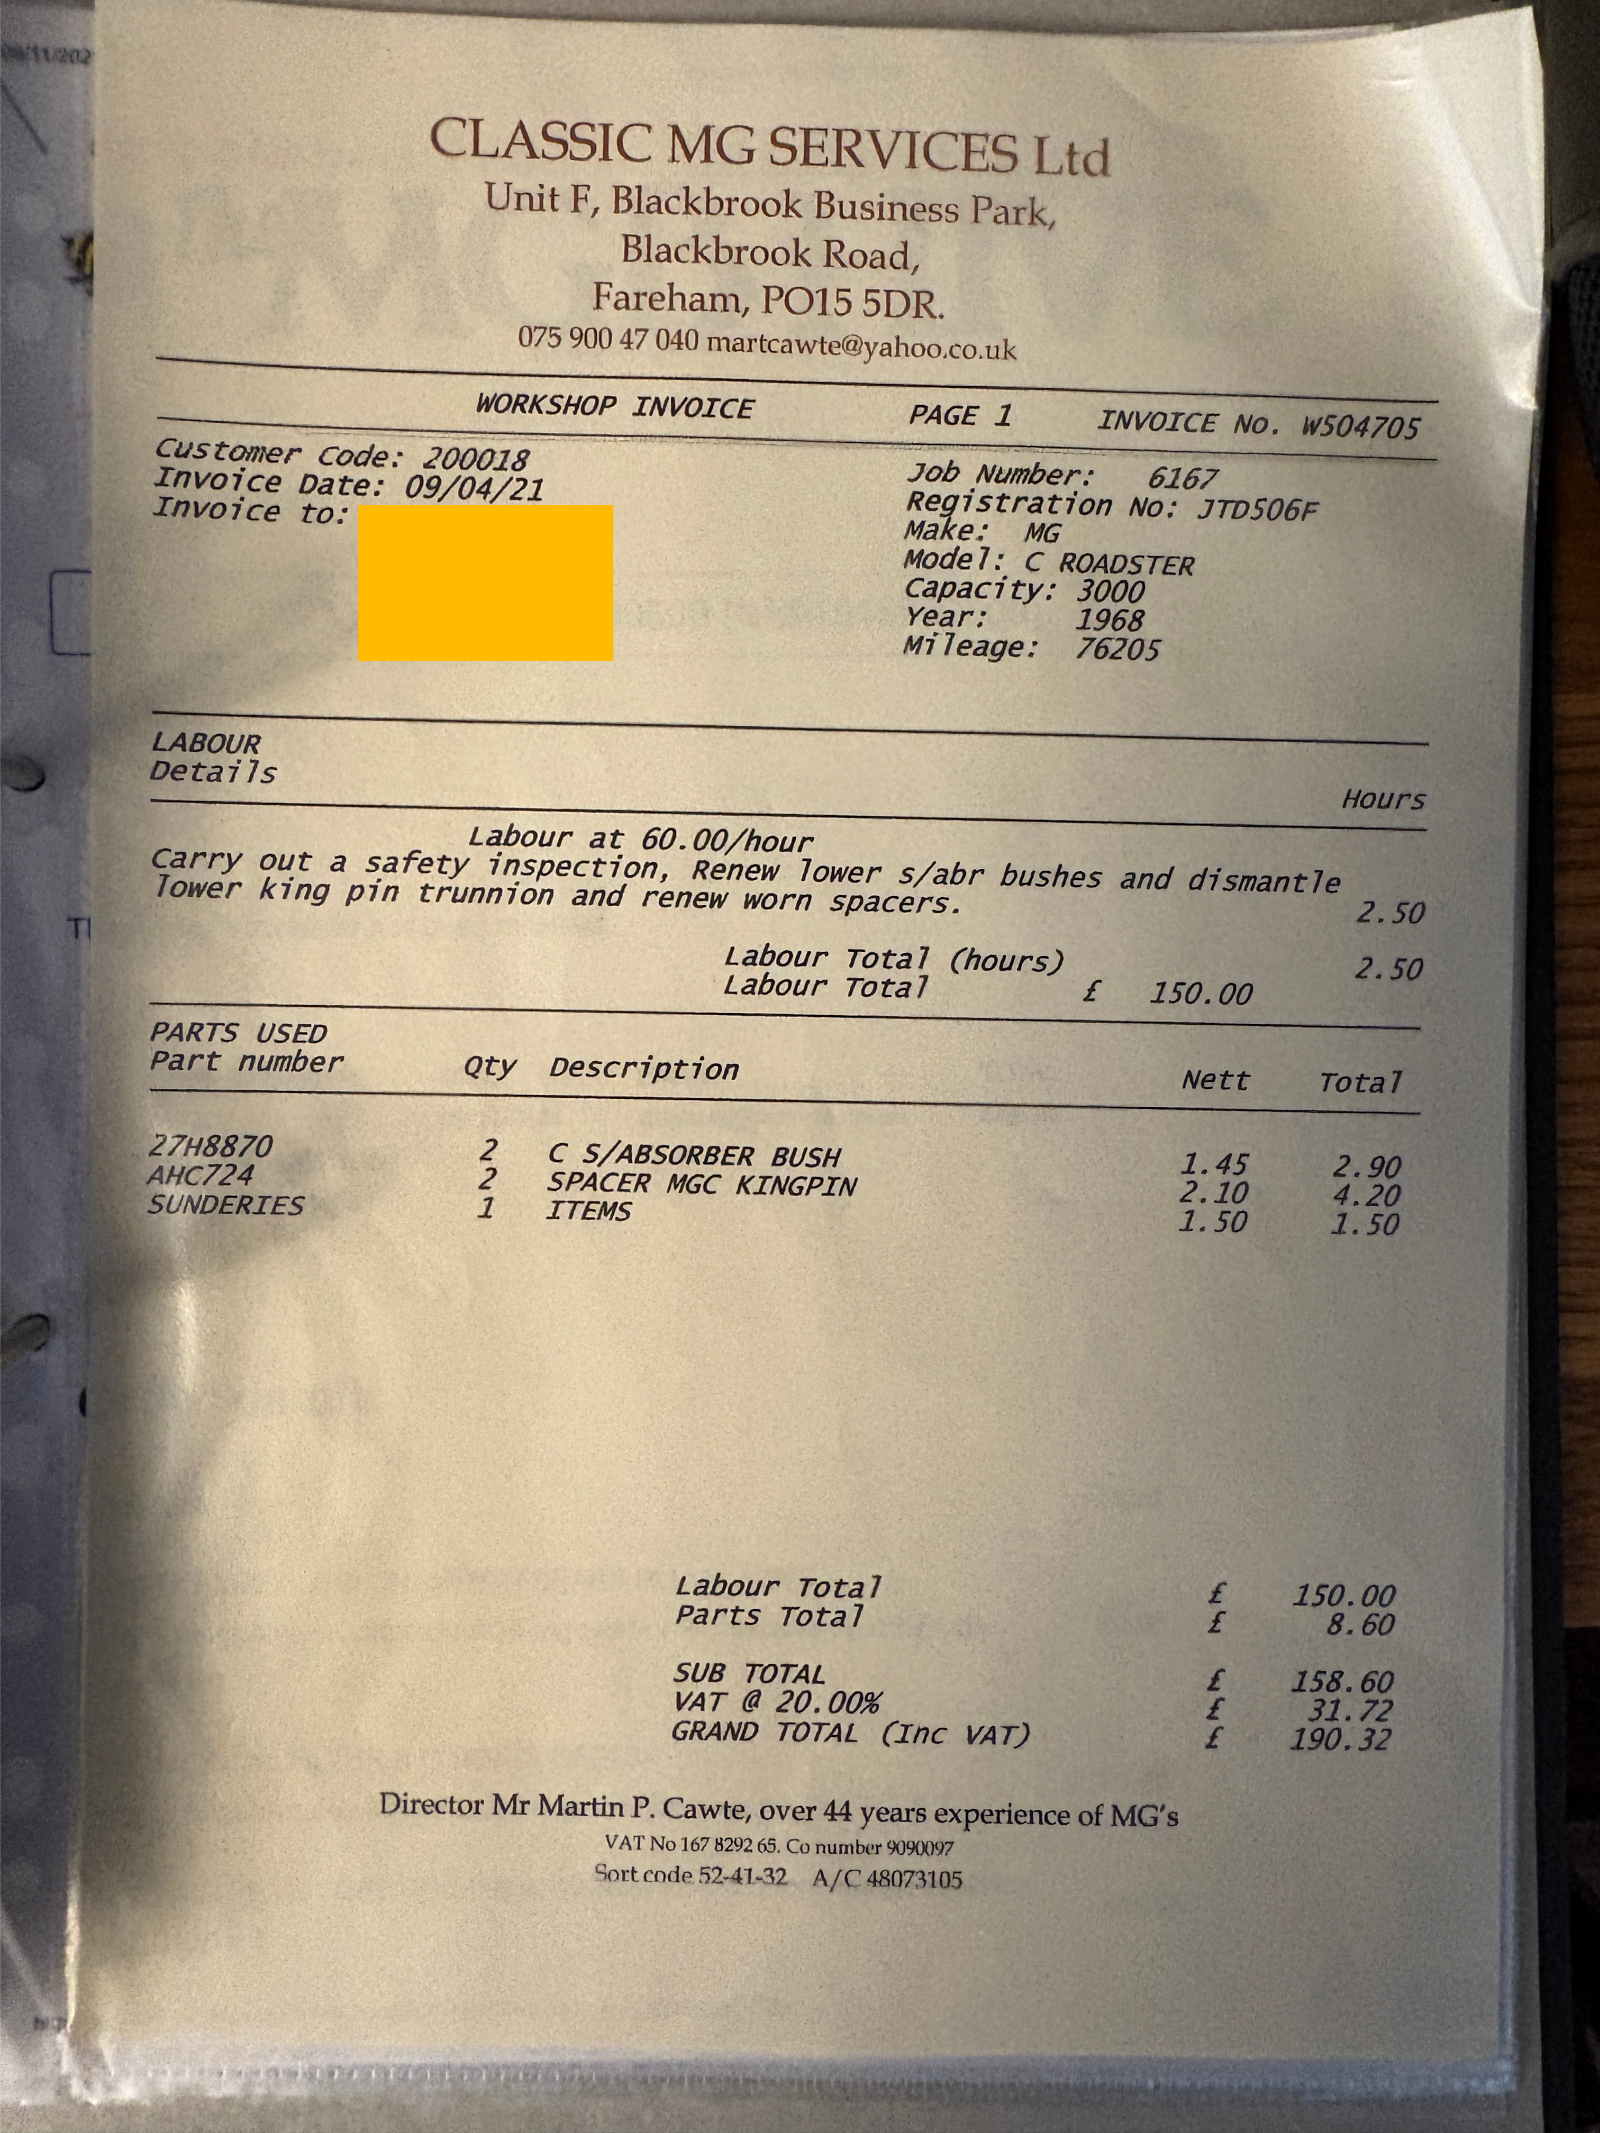 09/11/202
CLASSIC MG SERVICES Ltd
Unit F, Blackbrook Business Park,
Blackbrook Road,
Fareham, PO15 5DR.
075 900 47 040 martcawte@yahoo.co.uk
WORKSHOP INVOICE PAGE 1 INVOICE No. W504705
Customer Code: 200018
Invoice Date: 09/04/21
Invoice to:
Job Number: 6167
Registration No: JTD506F
Make: MG
Model: C ROADSTER
Capacity: 3000
Year: 1968
Mileage: 76205
LABOUR
Details Hours
Labour at 60.00/hour
Carry out a safety inspection, Renew lower s/abr bushes and dismantle
lower king pin trunnion and renew worn spacers. 2.50
Labour Total (hours) 2.50
Labour Total £ 150.00
PARTS USED
Part number Qty Description Nett Total
27H8870 2 C S/ABSORBER BUSH 1.45 2.90
AHC724 2 SPACER MGC KINGPIN 2.10 4.20
SUNDERIES 1 ITEMS 1.50 1.50
Labour Total £ 150.00
Parts Total £ 8.60
SUB TOTAL £ 158.60
VAT @ 20.00% £ 31.72
GRAND TOTAL (Inc VAT) £ 190.32
Director Mr Martin P. Cawte, over 44 years experience of MG's
VAT No 167 8292 65. Co number 9090097
Sort code 52-41-32 A/C 48073105